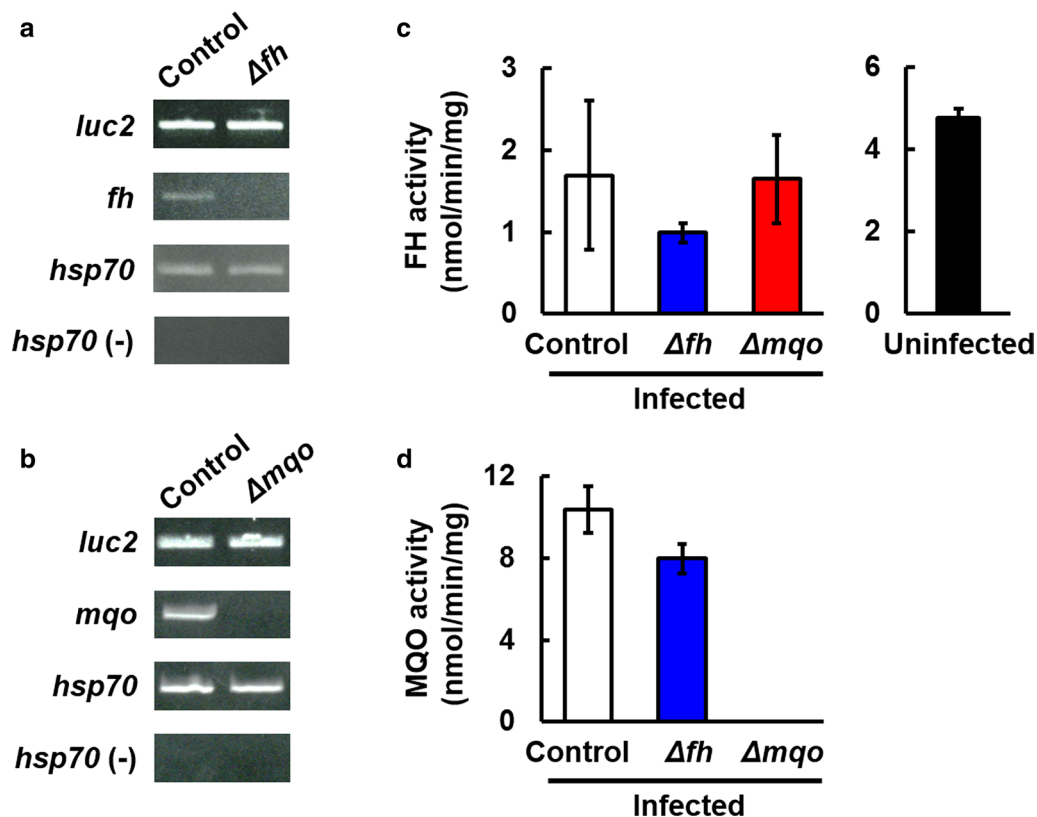 a
Control Δfh
luc2
fh
hsp70
hsp70 (-)
b
Control Δmqo
luc2
mqo
hsp70
hsp70 (-)
c
FH activity
(nmol/min/mg)
3
2
1
0
Control Δfh Δmqo
Infected
6
4
2
0
Uninfected
d
MQO activity
(nmol/min/mg)
12
8
4
0
Control Δfh Δmqo
Infected